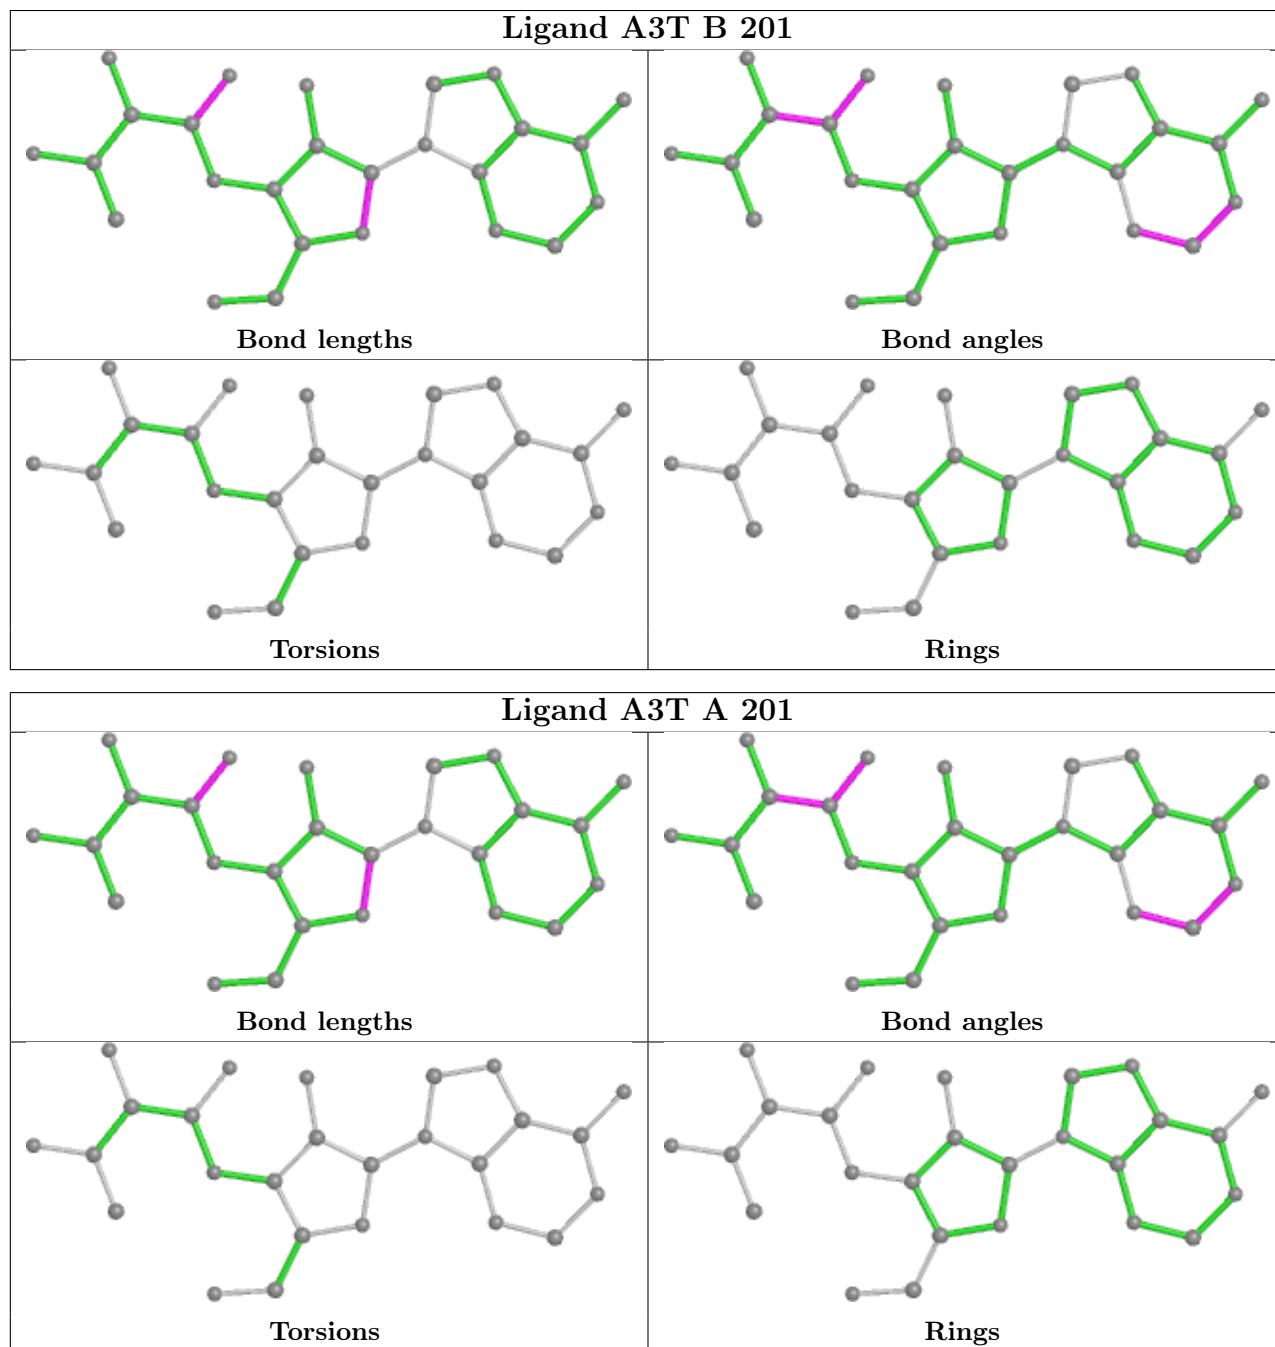 Ligand A3T B 201
Bond lengths
Bond angles
Torsions
Rings
Ligand A3T A 201
Bond lengths
Bond angles
Torsions
Rings